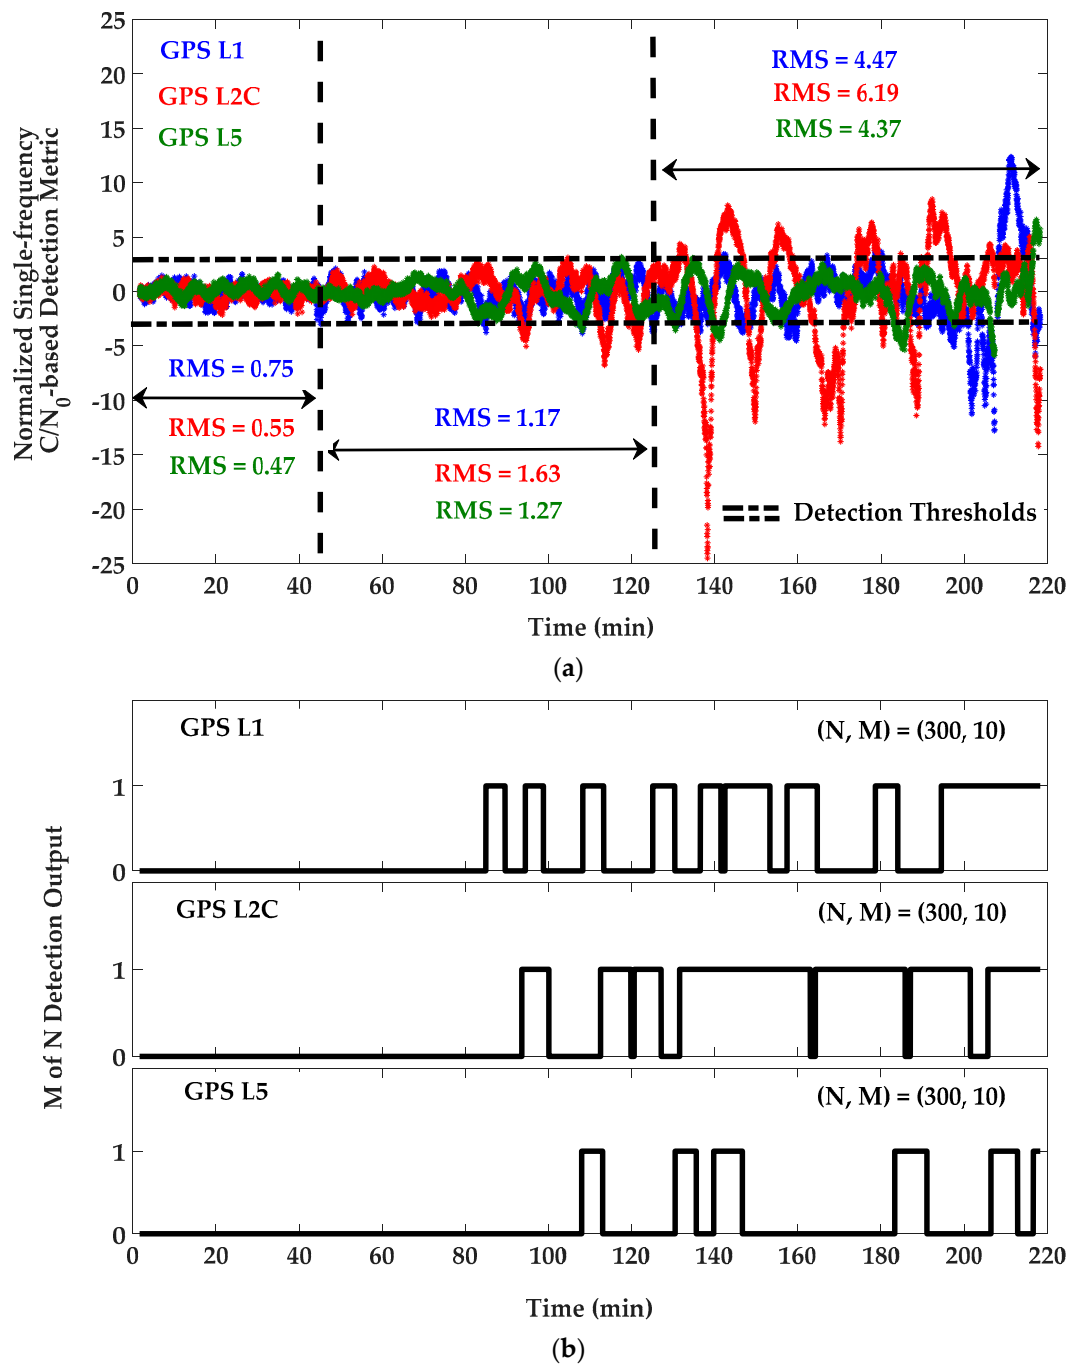 25
20
15
10
5
0
-5
-10
-15
-20
-25
Normalized Single-frequency
C/N0-based Detection Metric
GPS L1
GPS L2C
GPS L5
RMS = 4.47
RMS = 6.19
RMS = 4.37
RMS = 0.75
RMS = 0.55
RMS = 0.47
RMS = 1.17
RMS = 1.63
RMS = 1.27
Detection Thresholds
0 20 40 60 80 100 120 140 160 180 200 220
Time (min)
(a)
M of N Detection Output
GPS L1
(N, M) = (300, 10)
1
0
GPS L2C
(N, M) = (300, 10)
1
0
GPS L5
(N, M) = (300, 10)
1
0
0 20 40 60 80 100 120 140 160 180 200 220
Time (min)
(b)